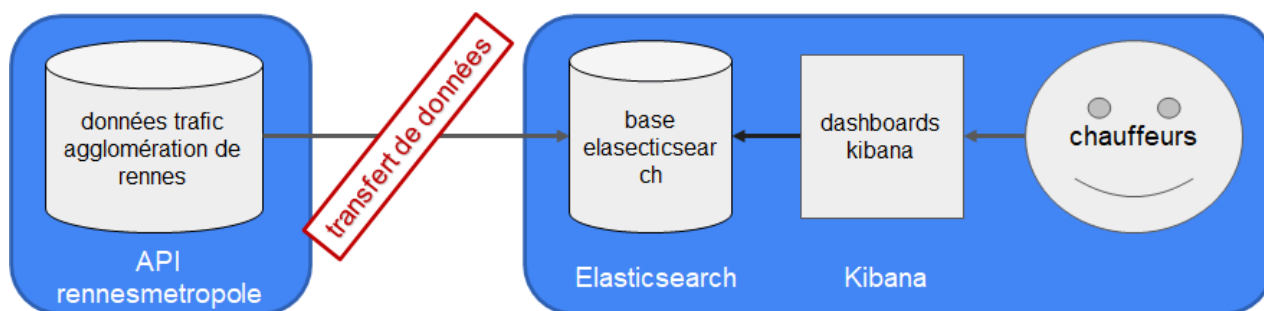 données trafic
agglomération de
rennes
API
rennesmetropole
transfert de données
base
elasecticsear
ch
Elasticsearch
dashboards
kibana
Kibana
chauffeurs